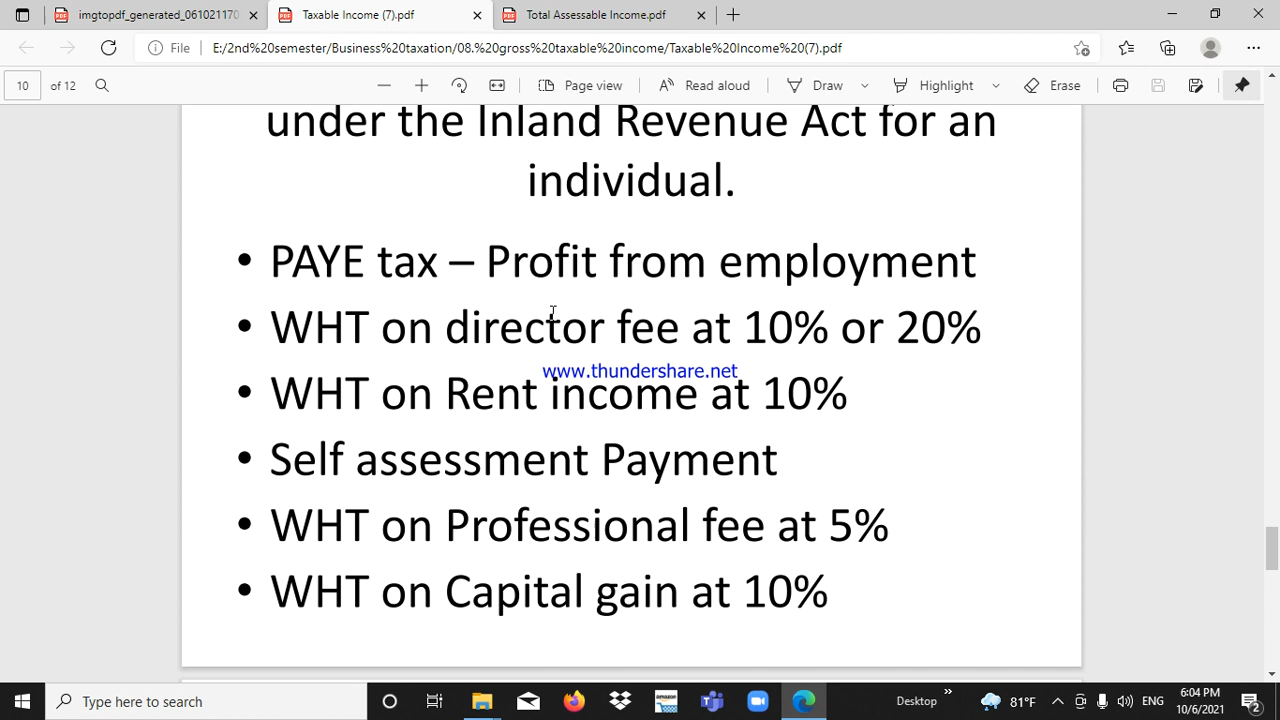 imgtopdf_generated_061021170
Taxable Income (7).pdf
Total Assessable Income.pdf
File
E:/2nd%20semester/Business%20taxation/08.%20gross%20taxable%20income/Taxable%20Income%20(7).pdf
10 of 12
Page view
Read aloud
Draw
Highlight
Erase
under the Inland Revenue Act for an
individual.
• PAYE tax – Profit from employment
• WHT on director fee at 10% or 20%
www.thundershare.net
• WHT on Rent income at 10%
• Self assessment Payment
• WHT on Professional fee at 5%
• WHT on Capital gain at 10%
Type here to search
amazon
Desktop
81°F
ENG
6:04 PM
10/6/2021
2